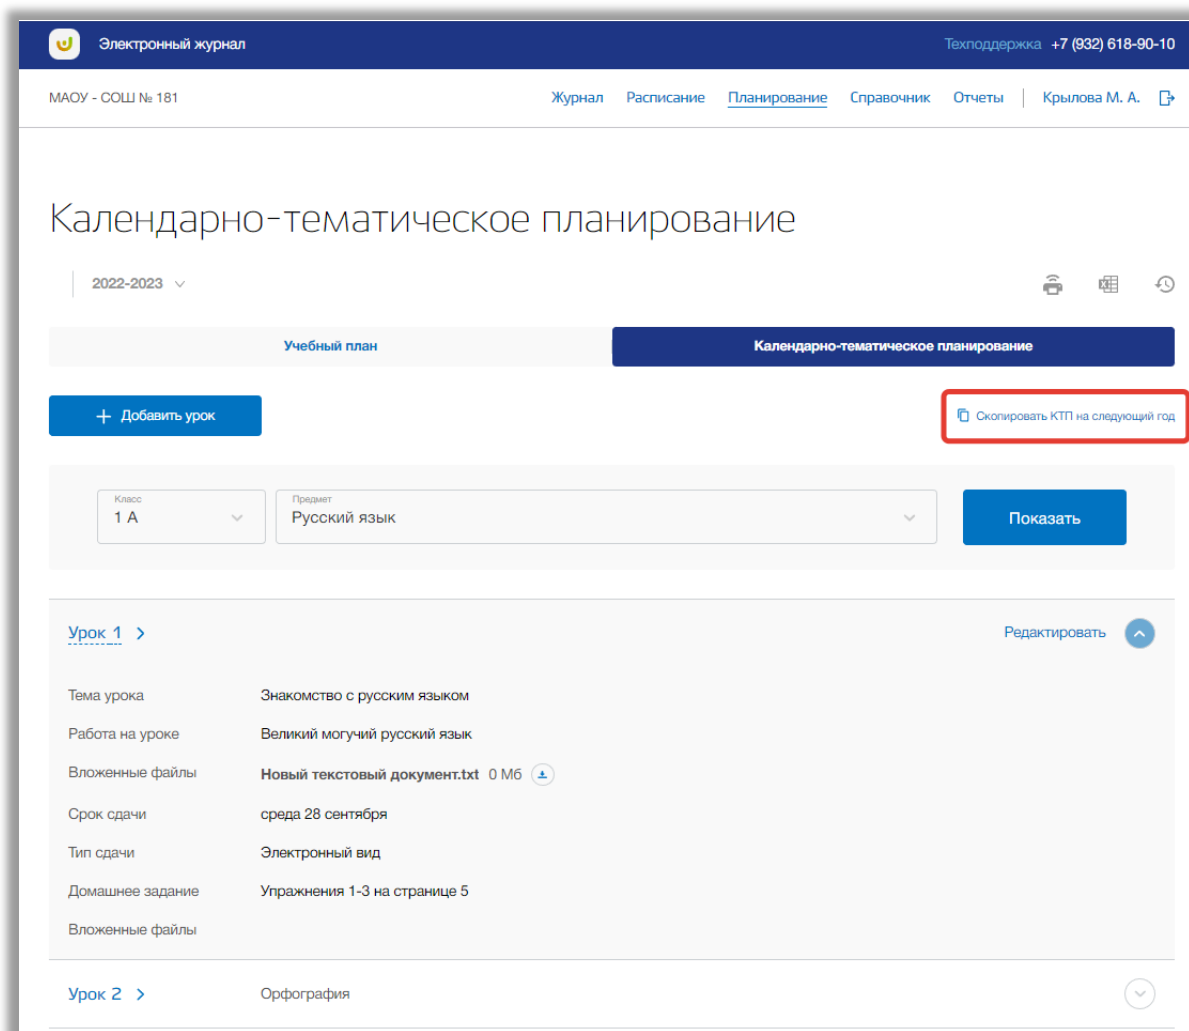 Электронный журнал Техподдержка +7 (932) 618-90-10
МАОУ - СОШ № 181 Журнал Расписание Планирование Справочник Отчеты Крылова М. А.
Календарно-тематическое планирование
2022-2023
Учебный план Календарно-тематическое планирование
+ Добавить урок Скопировать КТП на следующий год
Класс Предмет
1 А Русский язык Показать
Урок 1 > Редактировать
Тема урока Знакомство с русским языком
Работа на уроке Великий могучий русский язык
Вложенные файлы Новый текстовый документ.txt 0 Мб
Срок сдачи среда 28 сентября
Тип сдачи Электронный вид
Домашнее задание Упражнения 1-3 на странице 5
Вложенные файлы
Урок 2 > Орфография